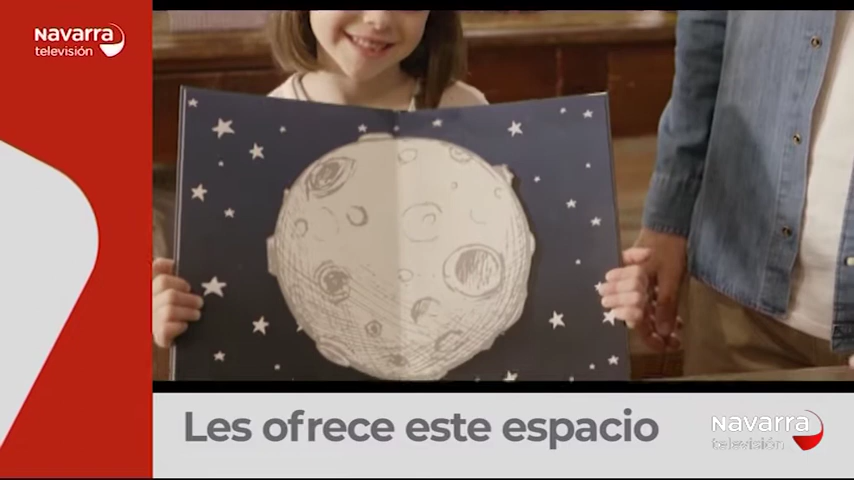 Navarra
televisión
Les ofrece este espacio
Navarra
televisión